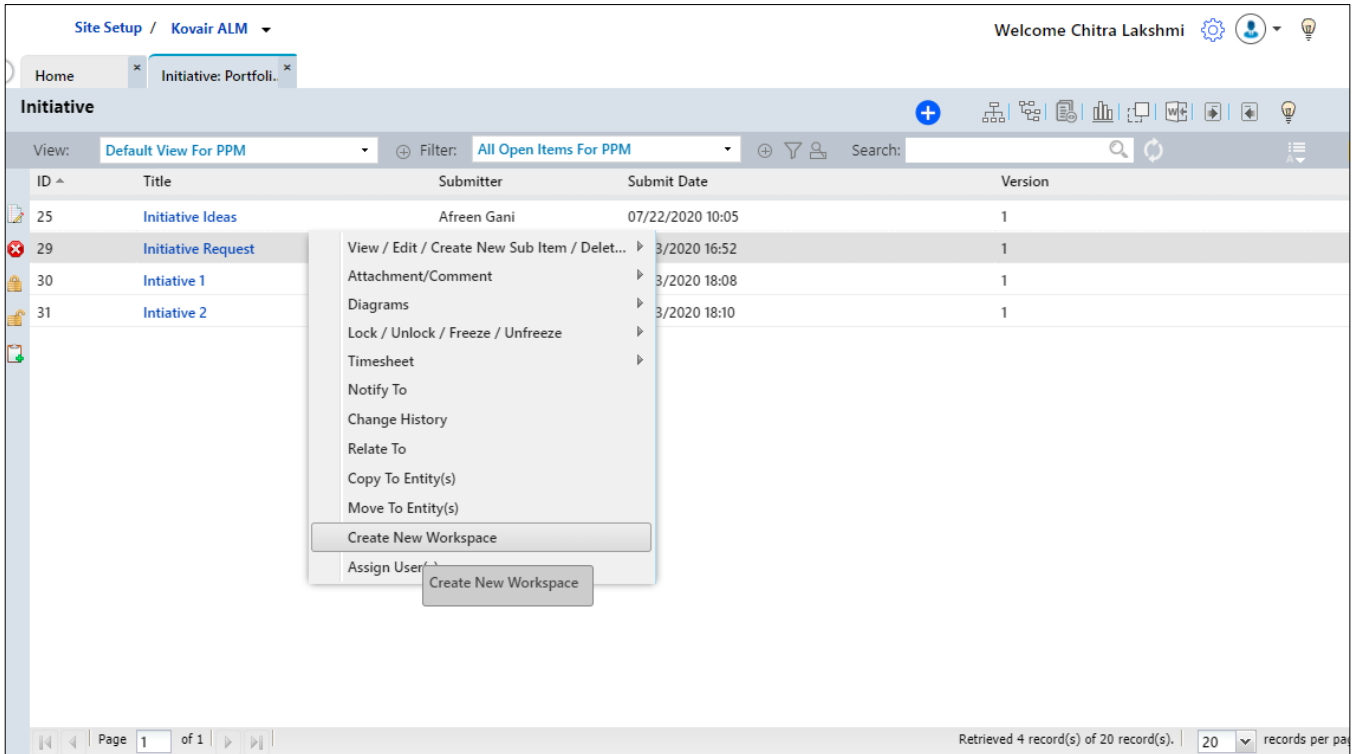 Site Setup / Kovair ALM
Welcome Chitra Lakshmi
Home
Initiative: Portfoli..
Initiative
View: Default View For PPM Filter: All Open Items For PPM Search:
ID Title Submitter Submit Date Version
25 Initiative Ideas Afreen Gani 07/22/2020 10:05 1
29 Initiative Request 3/2020 16:52 1
30 Intiative 1 3/2020 18:08 1
31 Intiative 2 3/2020 18:10 1
View / Edit / Create New Sub Item / Delet...
Attachment/Comment
Diagrams
Lock / Unlock / Freeze / Unfreeze
Timesheet
Notify To
Change History
Relate To
Copy To Entity(s)
Move To Entity(s)
Create New Workspace
Assign User
Create New Workspace
Page 1 of 1
Retrieved 4 record(s) of 20 record(s). 20 records per pa